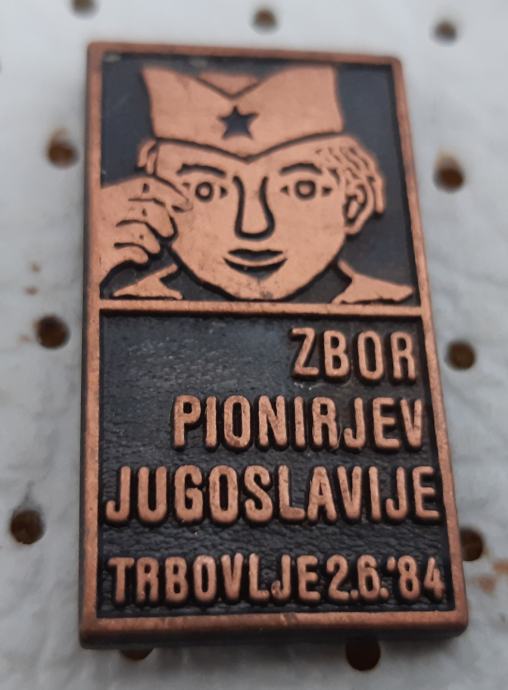 ZBOR
PIONIRJEV
JUGOSLAVIJE
TRBOVLJE 2.6.'84